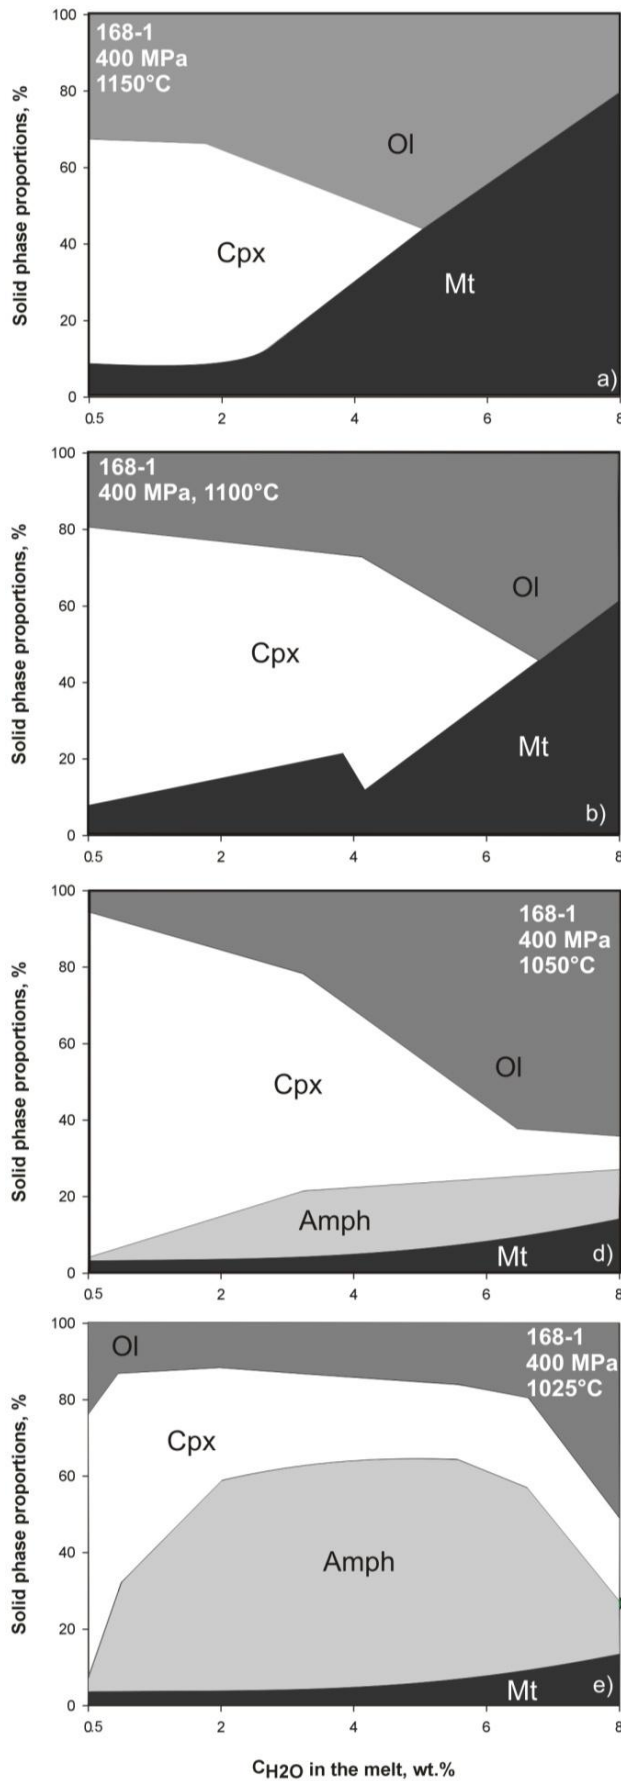 100
168-1
400 MPa
1150°C
80
Ol
60
Cpx
40
Mt
20
a)
0
0.5 2 4 6 8
Solid phase proportions, %
100
168-1
400 MPa, 1100°C
80
Ol
60
Cpx
40
Mt
20
b)
0
0.5 2 4 6 8
Solid phase proportions, %
100
168-1
400 MPa
1050°C
80
Ol
60
Cpx
40
20
Amph
Mt
d)
0
0.5 2 4 6 8
Solid phase proportions, %
100
Ol
168-1
400 MPa
1025°C
80
Cpx
60
Amph
40
20
Mt
e)
0
0.5 2 4 6 8
Solid phase proportions, %
CH2O in the melt, wt.%